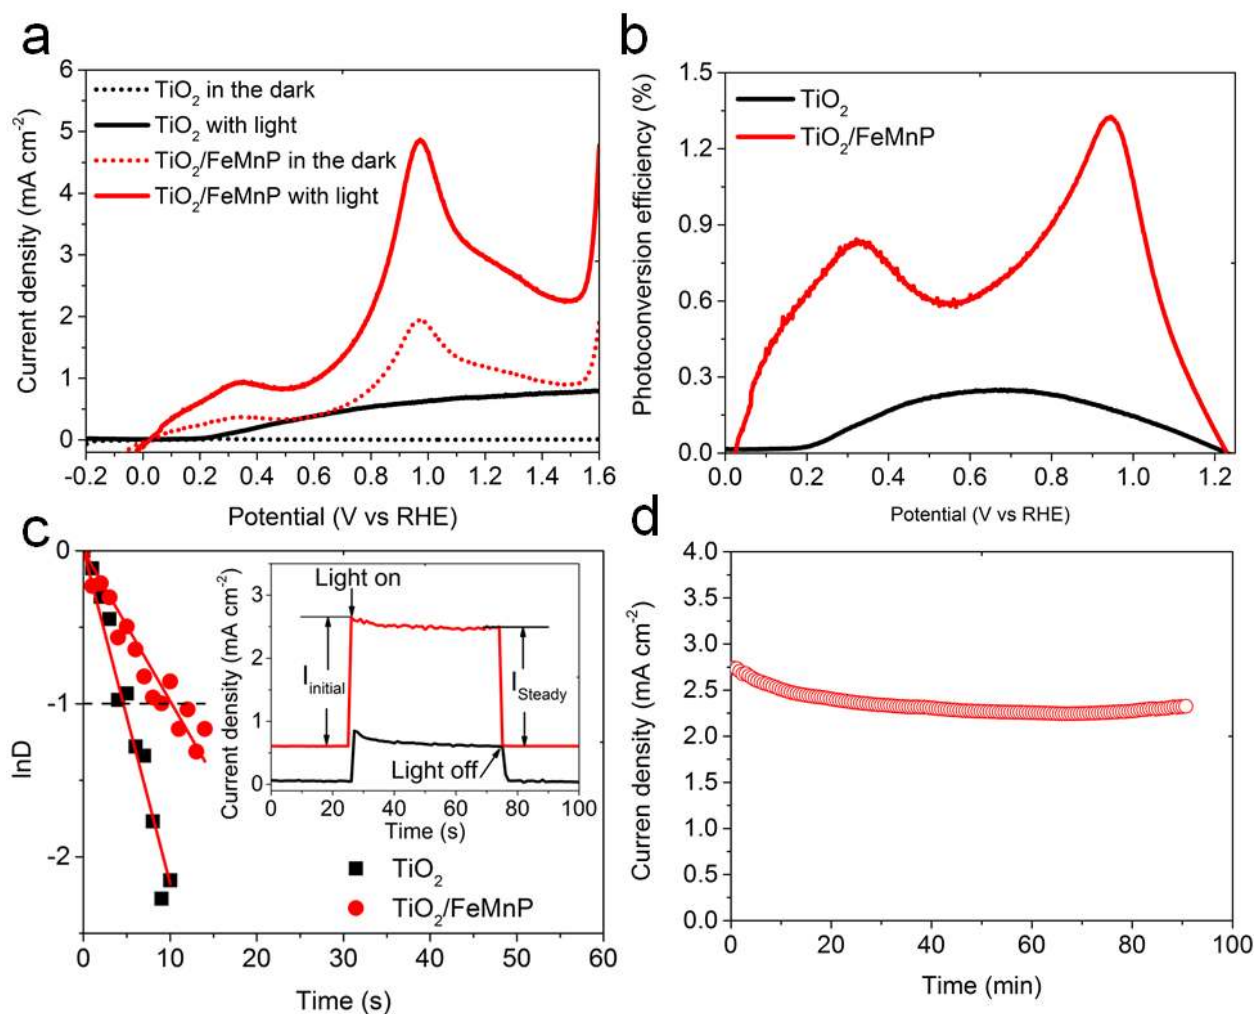 a
6
5
4
3
2
1
0
Current density (mA cm⁻²)
TiO₂ in the dark
TiO₂ with light
TiO₂/FeMnP in the dark
TiO₂/FeMnP with light
-0.2 0.0 0.2 0.4 0.6 0.8 1.0 1.2 1.4 1.6
Potential (V vs RHE)
b
1.5
1.2
0.9
0.6
0.3
0.0
Photoconversion efficiency (%)
TiO₂
TiO₂/FeMnP
0.0 0.2 0.4 0.6 0.8 1.0 1.2
Potential (V vs RHE)
c
0
-1
-2
lnD
Light on
3
2
1
0
Current density (mA cm⁻²)
I initial
I Steady
Light off
0 20 40 60 80 100
Time (s)
TiO₂
TiO₂/FeMnP
0 10 20 30 40 50 60
Time (s)
d
4.0
3.5
3.0
2.5
2.0
1.5
1.0
0.5
0.0
Curren density (mA cm⁻²)
0 20 40 60 80 100
Time (min)